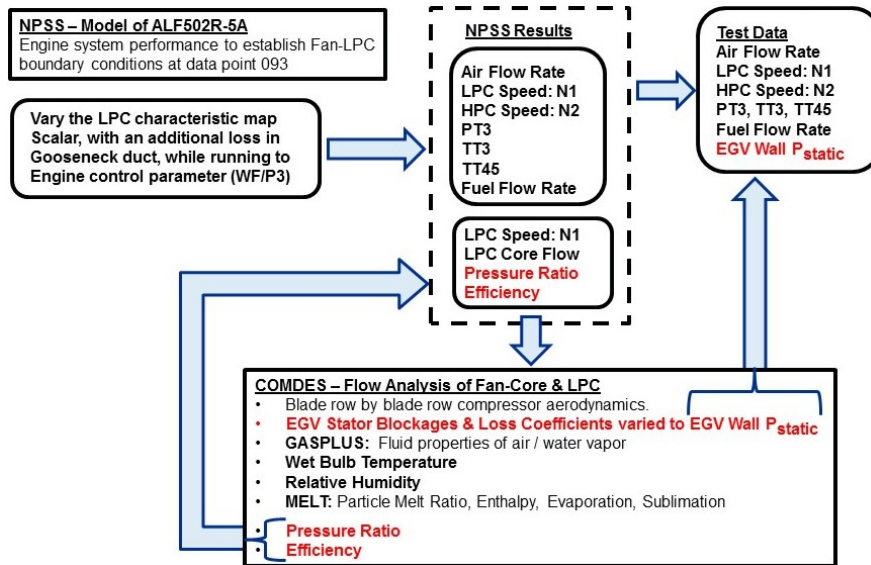 NPSS – Model of ALF502R-5A
Engine system performance to establish Fan-LPC
boundary conditions at data point 093
Vary the LPC characteristic map
Scalar, with an additional loss in
Gooseneck duct, while running to
Engine control parameter (WF/P3)
NPSS Results
Air Flow Rate
LPC Speed: N1
HPC Speed: N2
PT3
TT3
TT45
Fuel Flow Rate
LPC Speed: N1
LPC Core Flow
Pressure Ratio
Efficiency
Test Data
Air Flow Rate
LPC Speed: N1
HPC Speed: N2
PT3, TT3, TT45
Fuel Flow Rate
EGV Wall Pstatic
COMDES – Flow Analysis of Fan-Core & LPC
• Blade row by blade row compressor aerodynamics.
• EGV Stator Blockages & Loss Coefficients varied to EGV Wall Pstatic
• GASPLUS: Fluid properties of air / water vapor
• Wet Bulb Temperature
• Relative Humidity
• MELT: Particle Melt Ratio, Enthalpy, Evaporation, Sublimation
• Pressure Ratio
• Efficiency